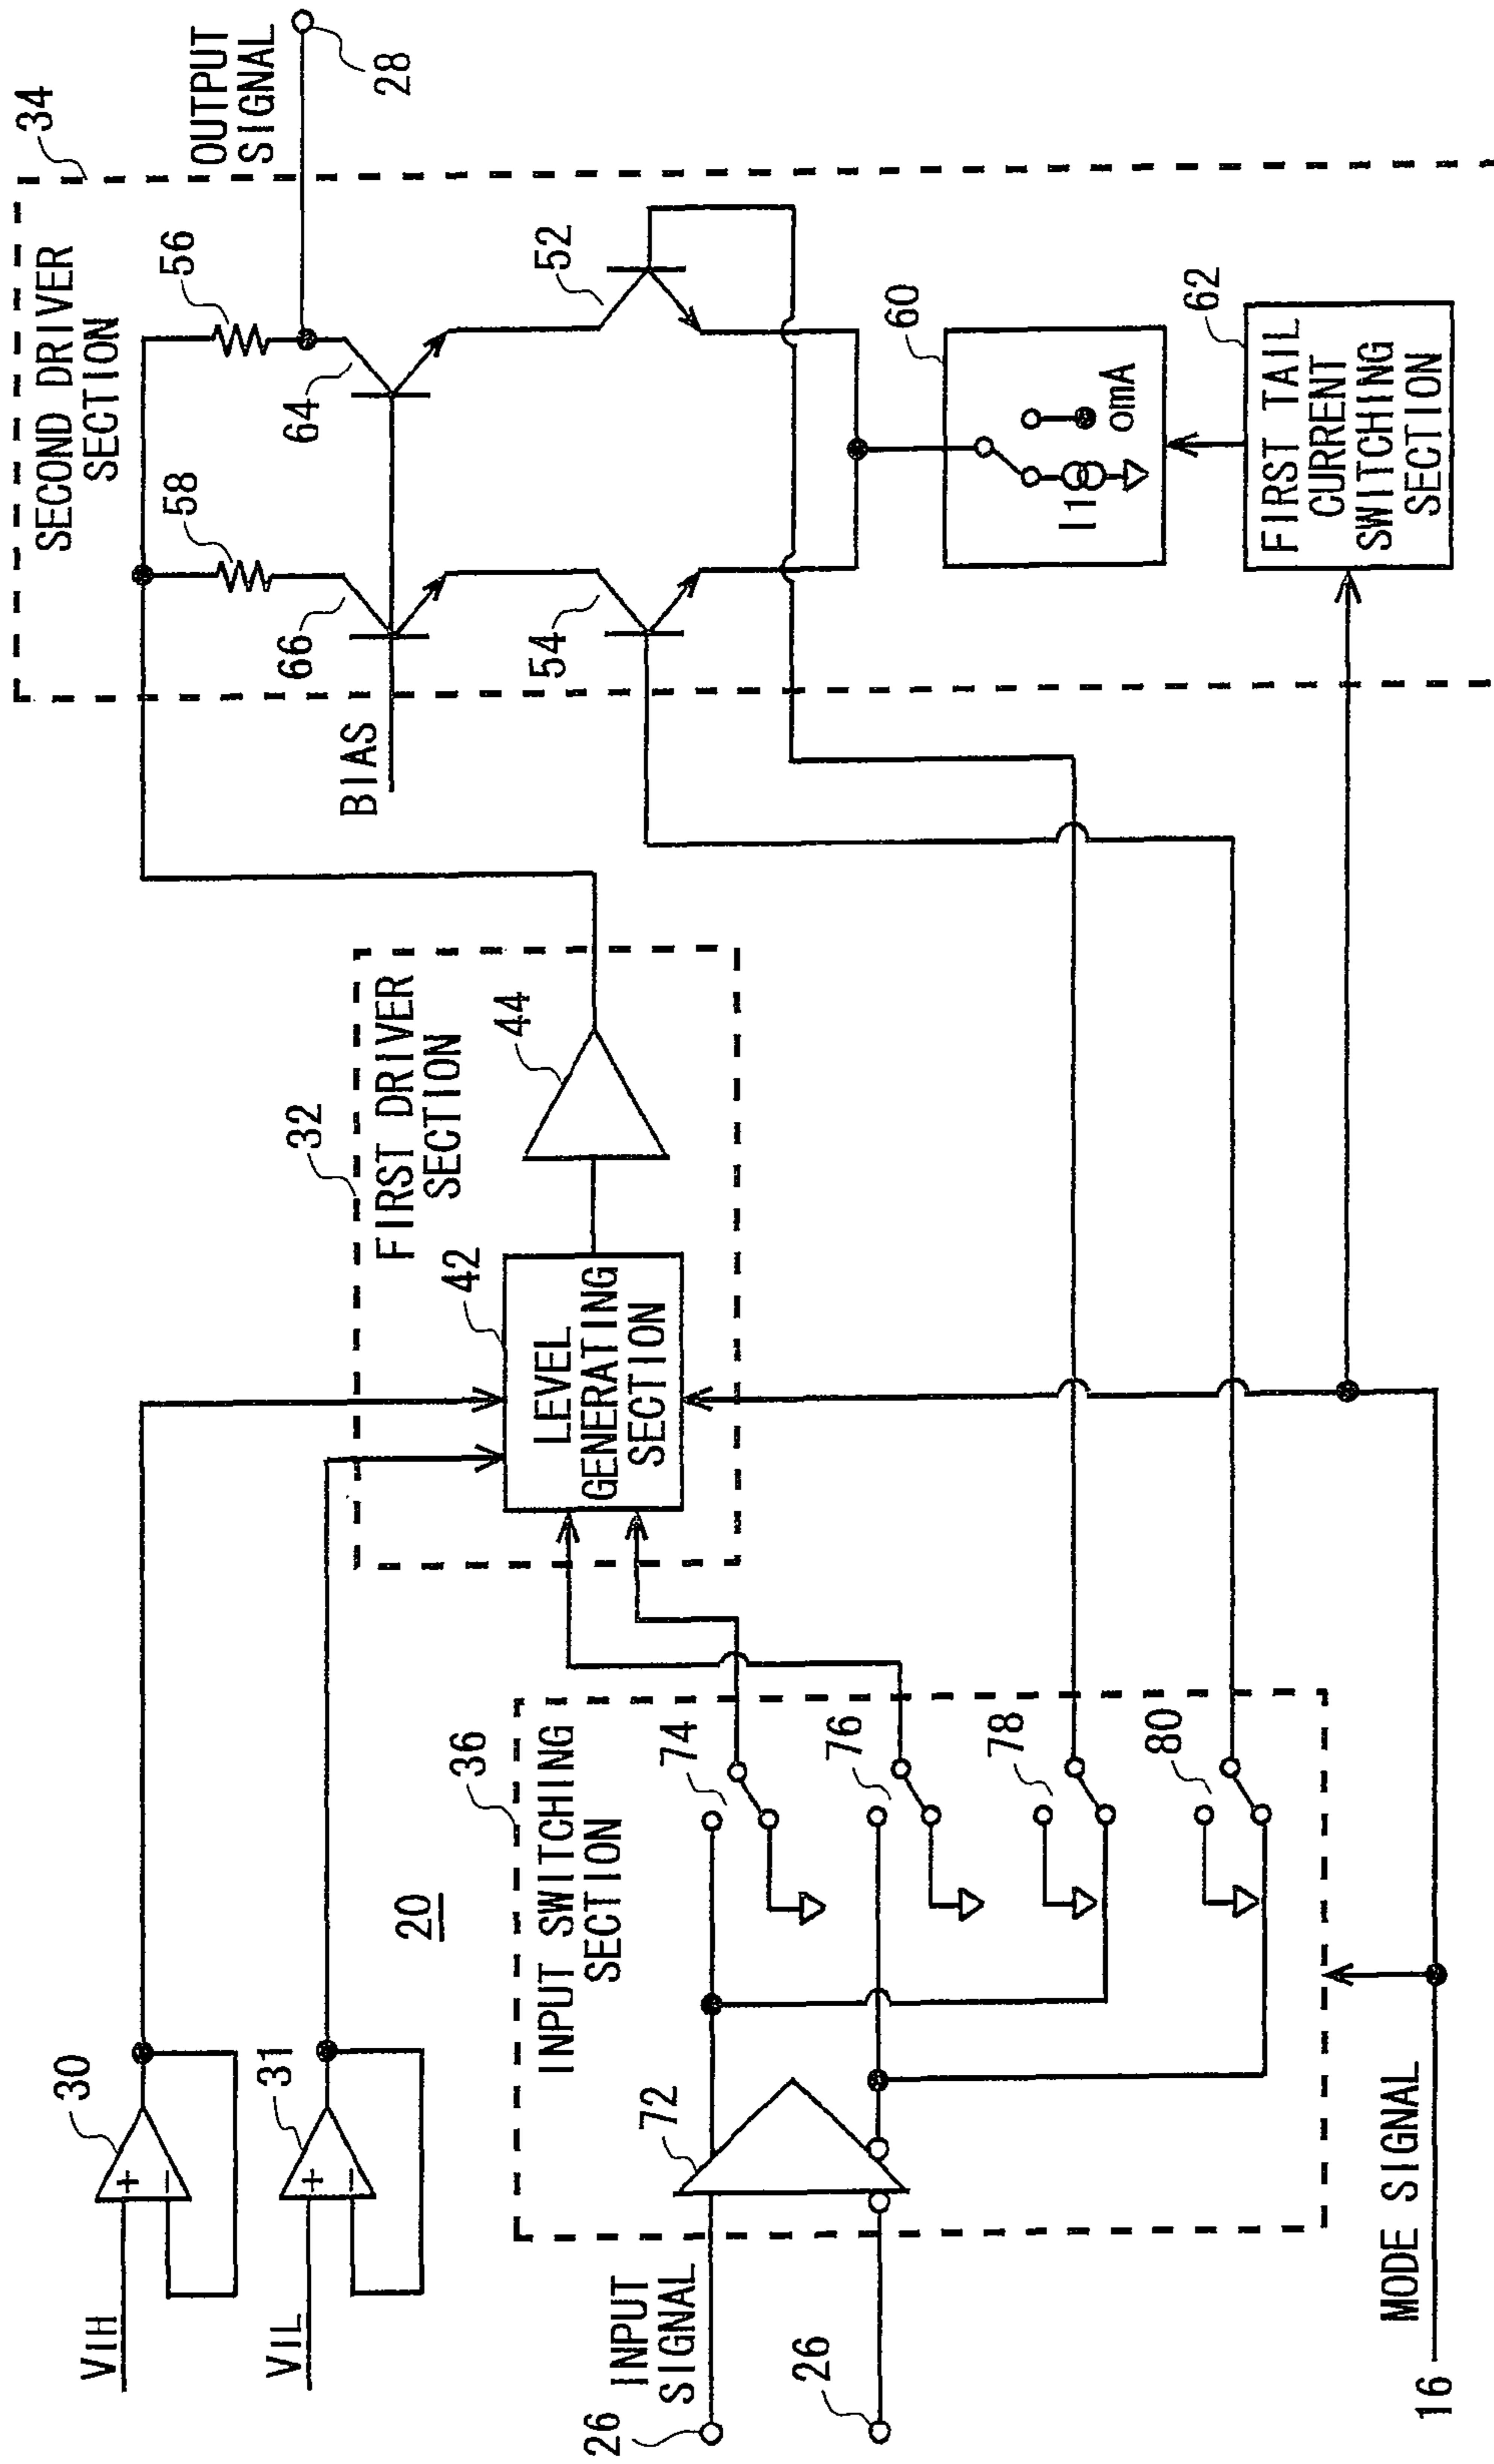 20
VIH
30
VIL
31
INPUT
SIGNAL
26
26
36
INPUT SWITCHING
SECTION
72
74
76
78
80
MODE SIGNAL
16
32
FIRST DRIVER
SECTION
42
LEVEL
GENERATING
SECTION
44
34
SECOND DRIVER
SECTION
58
56
66
64
BIAS
54
52
60
I1
0mA
62
FIRST TAIL
CURRENT
SWITCHING
SECTION
OUTPUT
SIGNAL
28
+
−
+
−